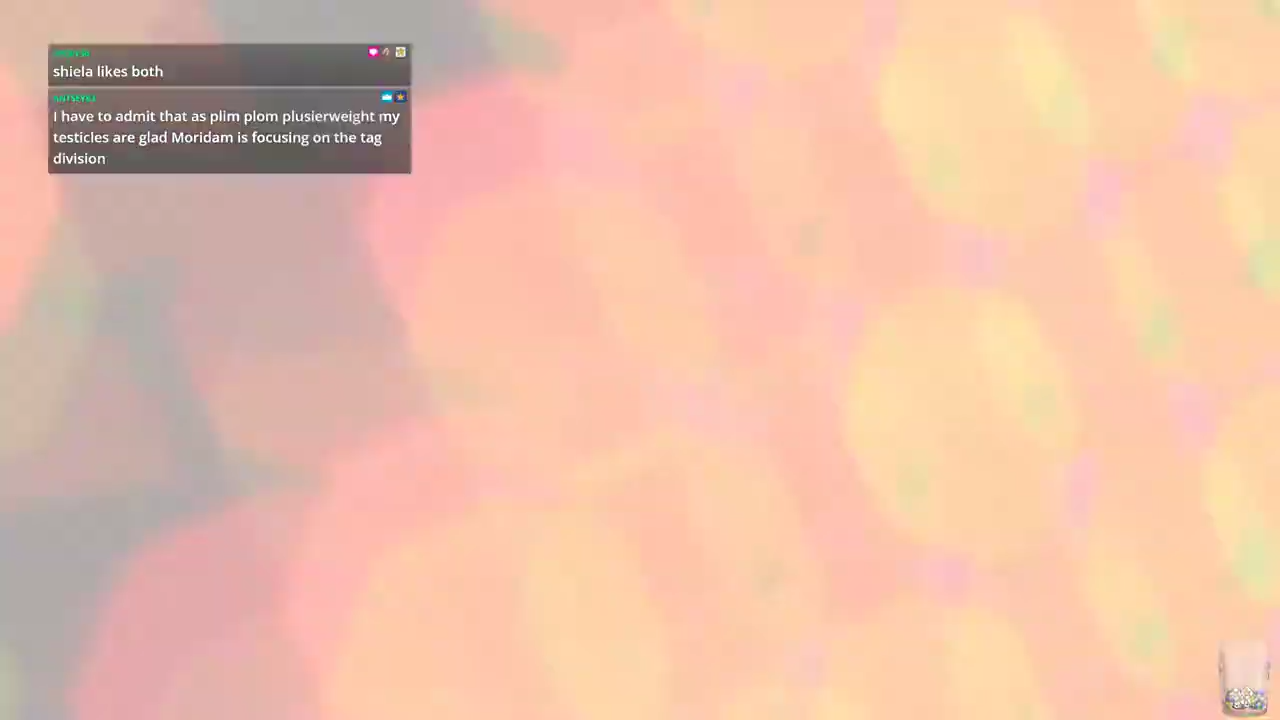 shiela likes both
I have to admit that as plim plom plusierweight my
testicles are glad Moridam is focusing on the tag
division